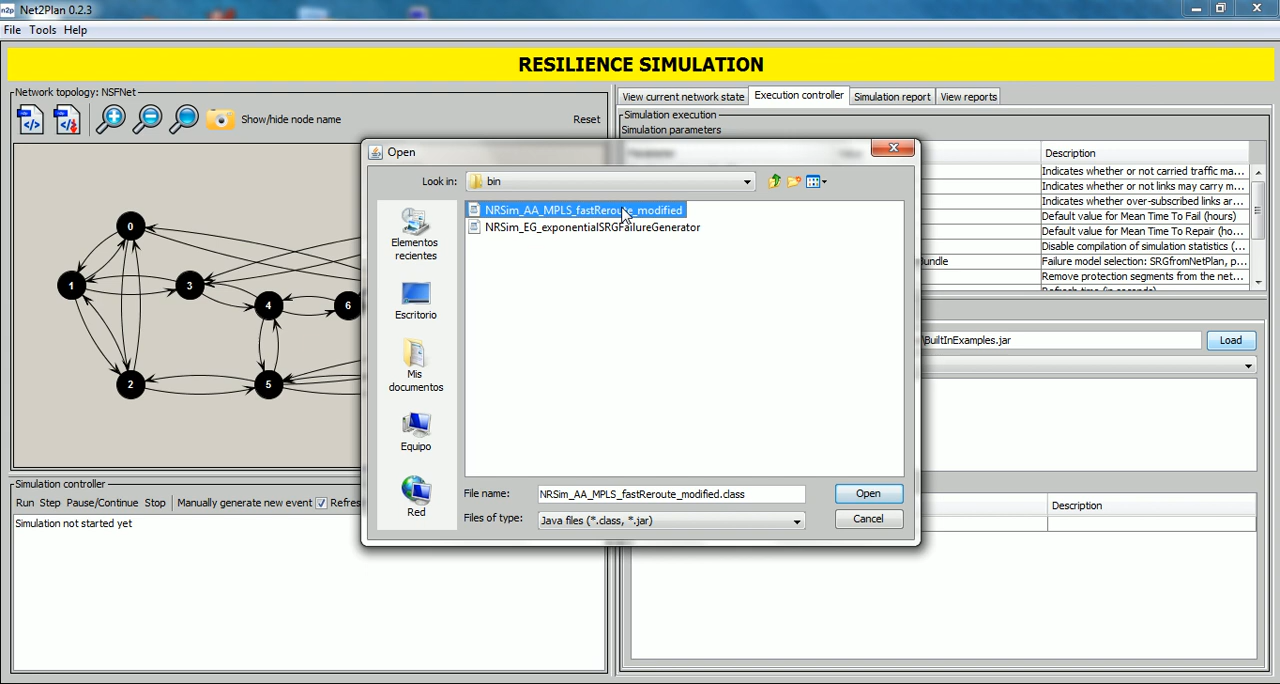 n2p Net2Plan 0.2.3
File Tools Help
RESILIENCE SIMULATION
Network topology: NSFNet
Show/hide node name
Reset
0
1
3
4
6
2
5
Simulation controller
Run Step Pause/Continue Stop Manually generate new event Refres
Simulation not started yet
View current network state Execution controller Simulation report View reports
Simulation execution
Simulation parameters
Parameter
Description
Indicates whether or not carried traffic ma...
Indicates whether or not links may carry m...
Indicates whether over-subscribed links ar...
Default value for Mean Time To Fail (hours)
Default value for Mean Time To Repair (ho...
Disable compilation of simulation statistics (...
undle Failure model selection: SRGfromNetPlan, p...
Remove protection segments from the net...
Refresh time (in seconds)
\BuiltInExamples.jar
Load
Description
Open
Look in: bin
NRSim_AA_MPLS_fastReroute_modified
NRSim_EG_exponentialSRGFailureGenerator
Elementos
recientes
Escritorio
Mis
documentos
Equipo
Red
File name: NRSim_AA_MPLS_fastReroute_modified.class
Open
Files of type: Java files (*.class, *.jar)
Cancel